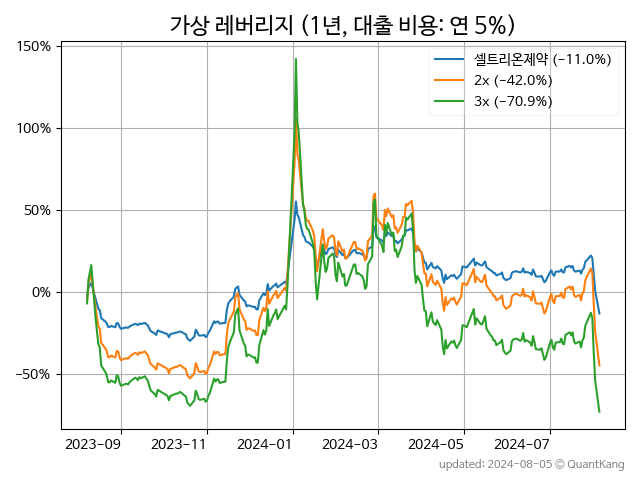 가상 레버리지 (1년, 대출 비용: 연 5%)
150%
100%
50%
0%
−50%
셀트리온제약 (-11.0%)
2x (-42.0%)
3x (-70.9%)
2023-09
2023-11
2024-01
2024-03
2024-05
2024-07
updated: 2024-08-05 © QuantKang